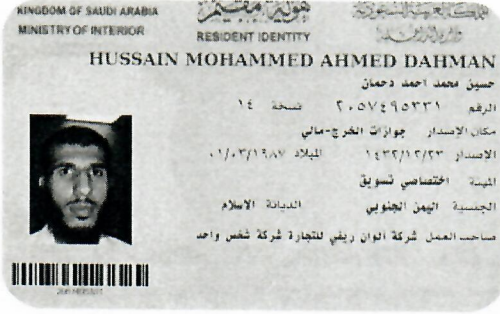 KINGDOM OF SAUDI ARABIA
MINISTRY OF INTERIOR
هوية مقيم
RESIDENT IDENTITY
المملكة العربية السعودية
وزارة الداخلية
HUSSAIN MOHAMMED AHMED DAHMAN
حسين محمد احمد دحمان
الرقم ٢٠٥٧٤٩٥٣٣١ نسخة ١٤
مكان الإصدار جوازات الخرج-مالي
الإصدار ١٤٣٢/١٢/٢٣ الميلاد ٠١/٠٣/١٩٨٧
المهنة اختصاصي تسويق
الجنسية اليمن الجنوبي الديانة الاسلام
صاحب العمل شركة الوان ريفي للتجارة شركة شخص واحد